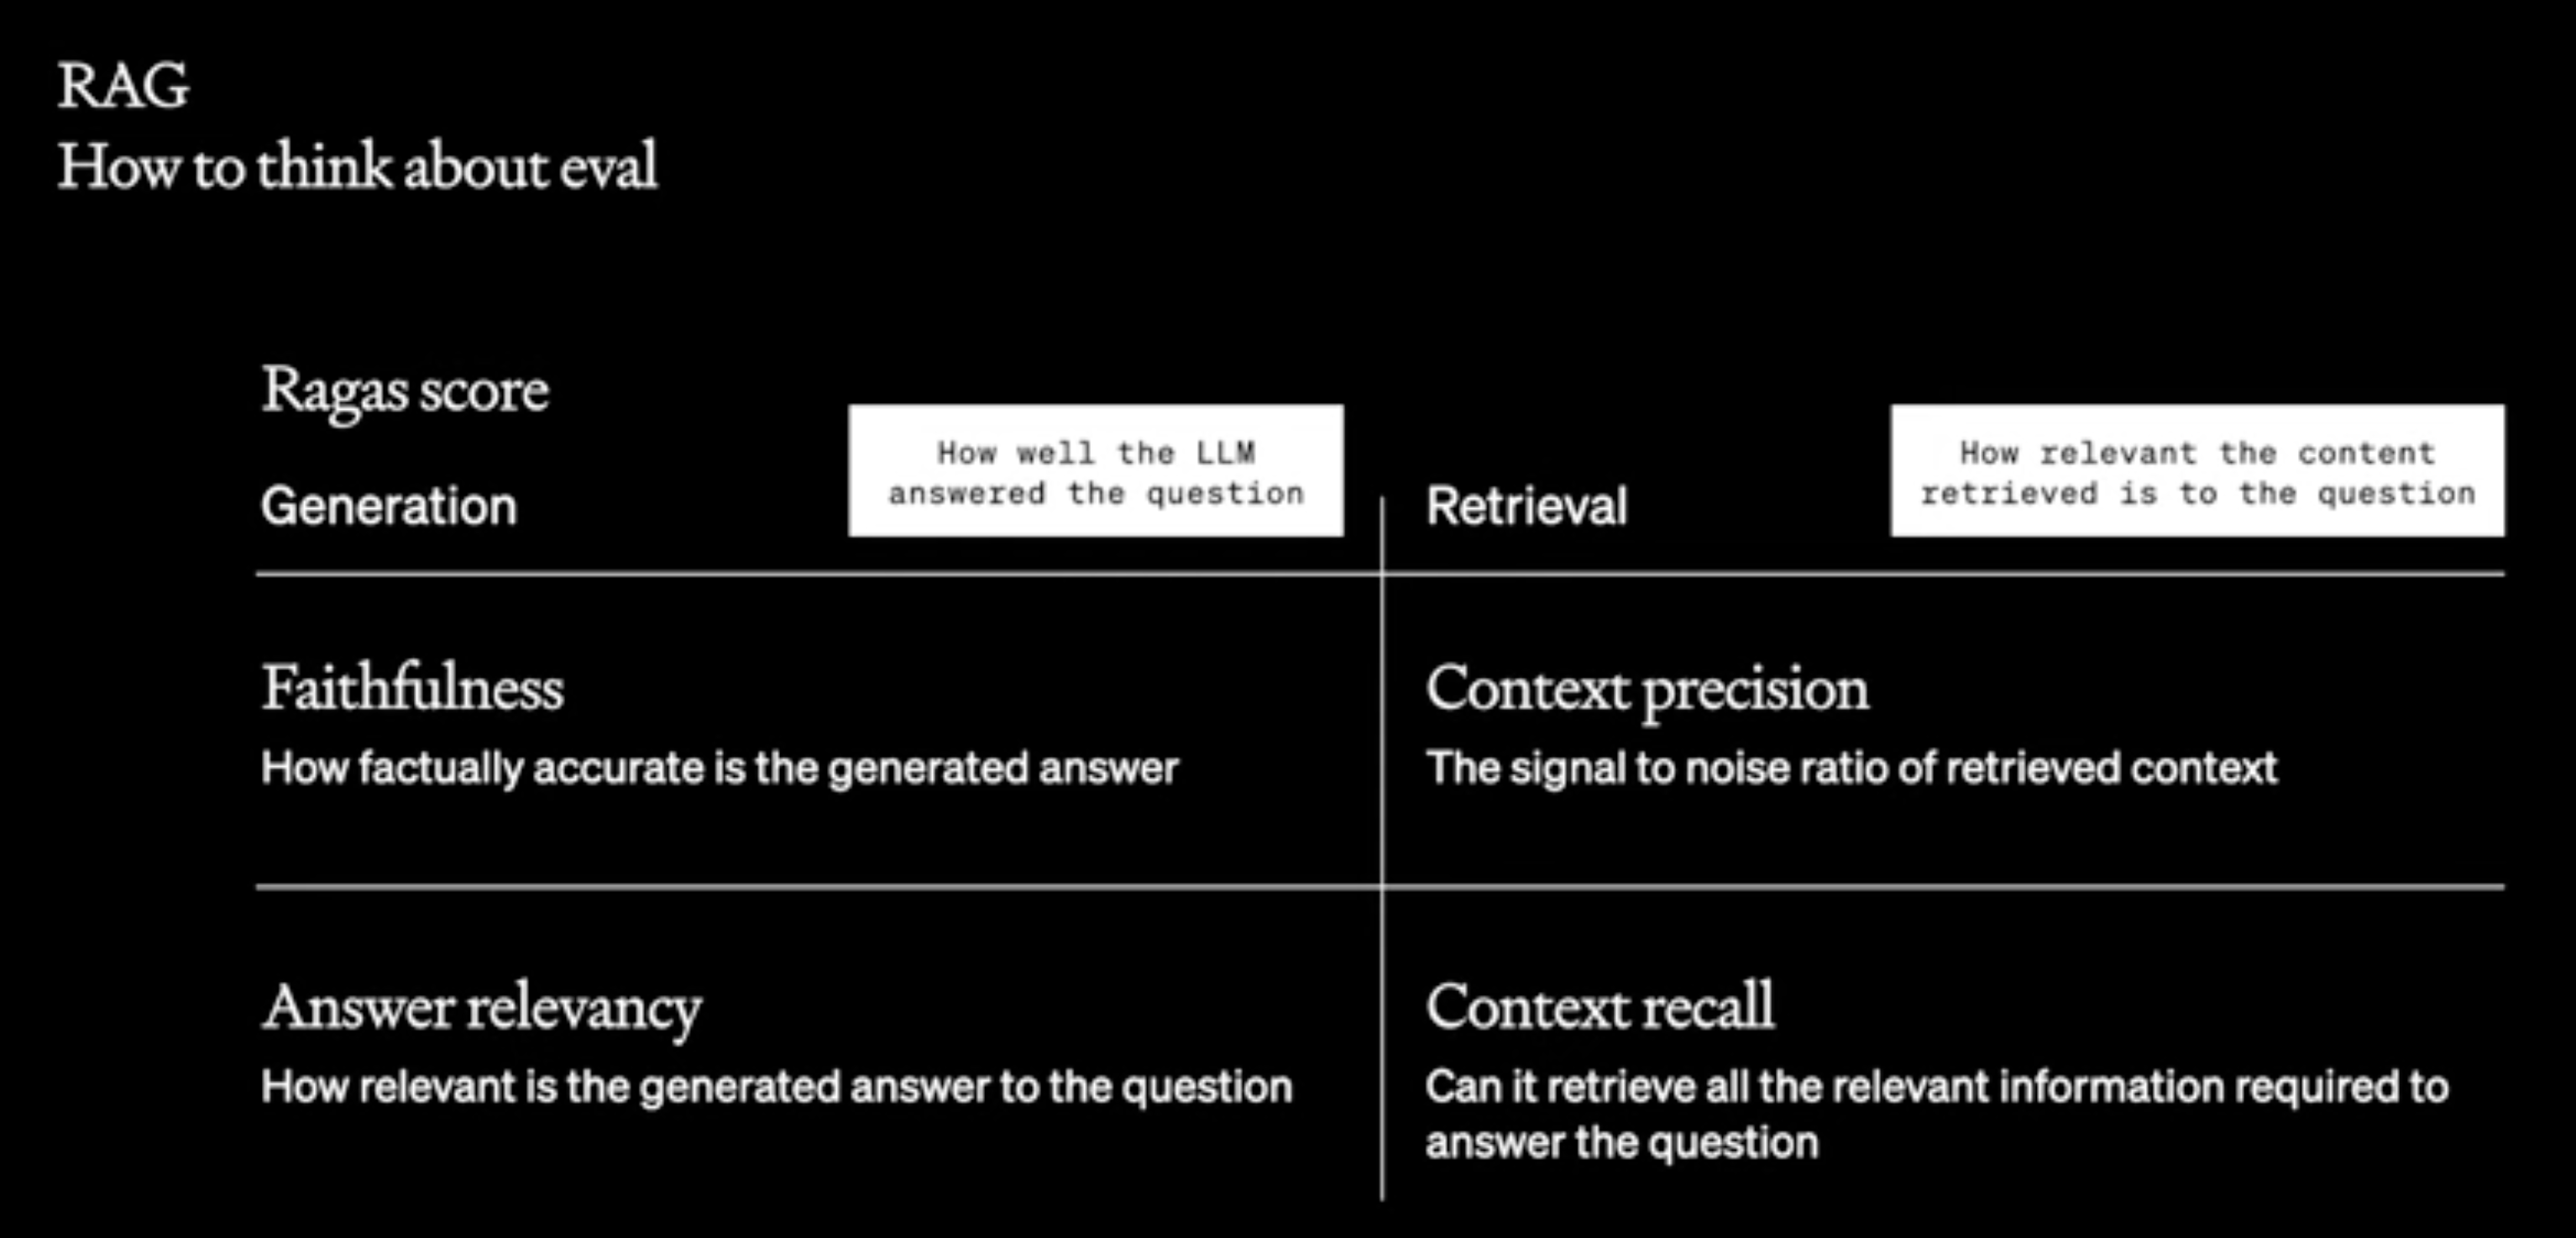 RAG
How to think about eval
Ragas score
Generation
How well the LLM
answered the question
Retrieval
How relevant the content
retrieved is to the question
Faithfulness
How factually accurate is the generated answer
Context precision
The signal to noise ratio of retrieved context
Answer relevancy
How relevant is the generated answer to the question
Context recall
Can it retrieve all the relevant information required to
answer the question